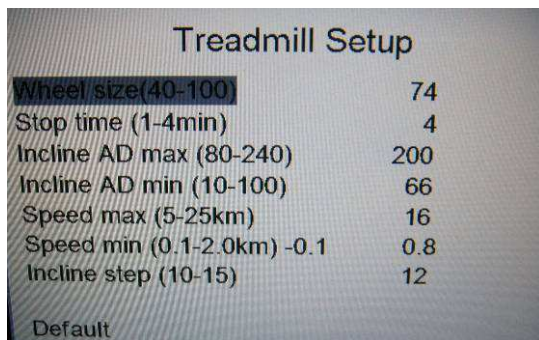 Treadmill Setup
Wheel size(40-100) 74
Stop time (1-4min) 4
Incline AD max (80-240) 200
Incline AD min (10-100) 66
Speed max (5-25km) 16
Speed min (0.1-2.0km) -0.1 0.8
Incline step (10-15) 12
Default